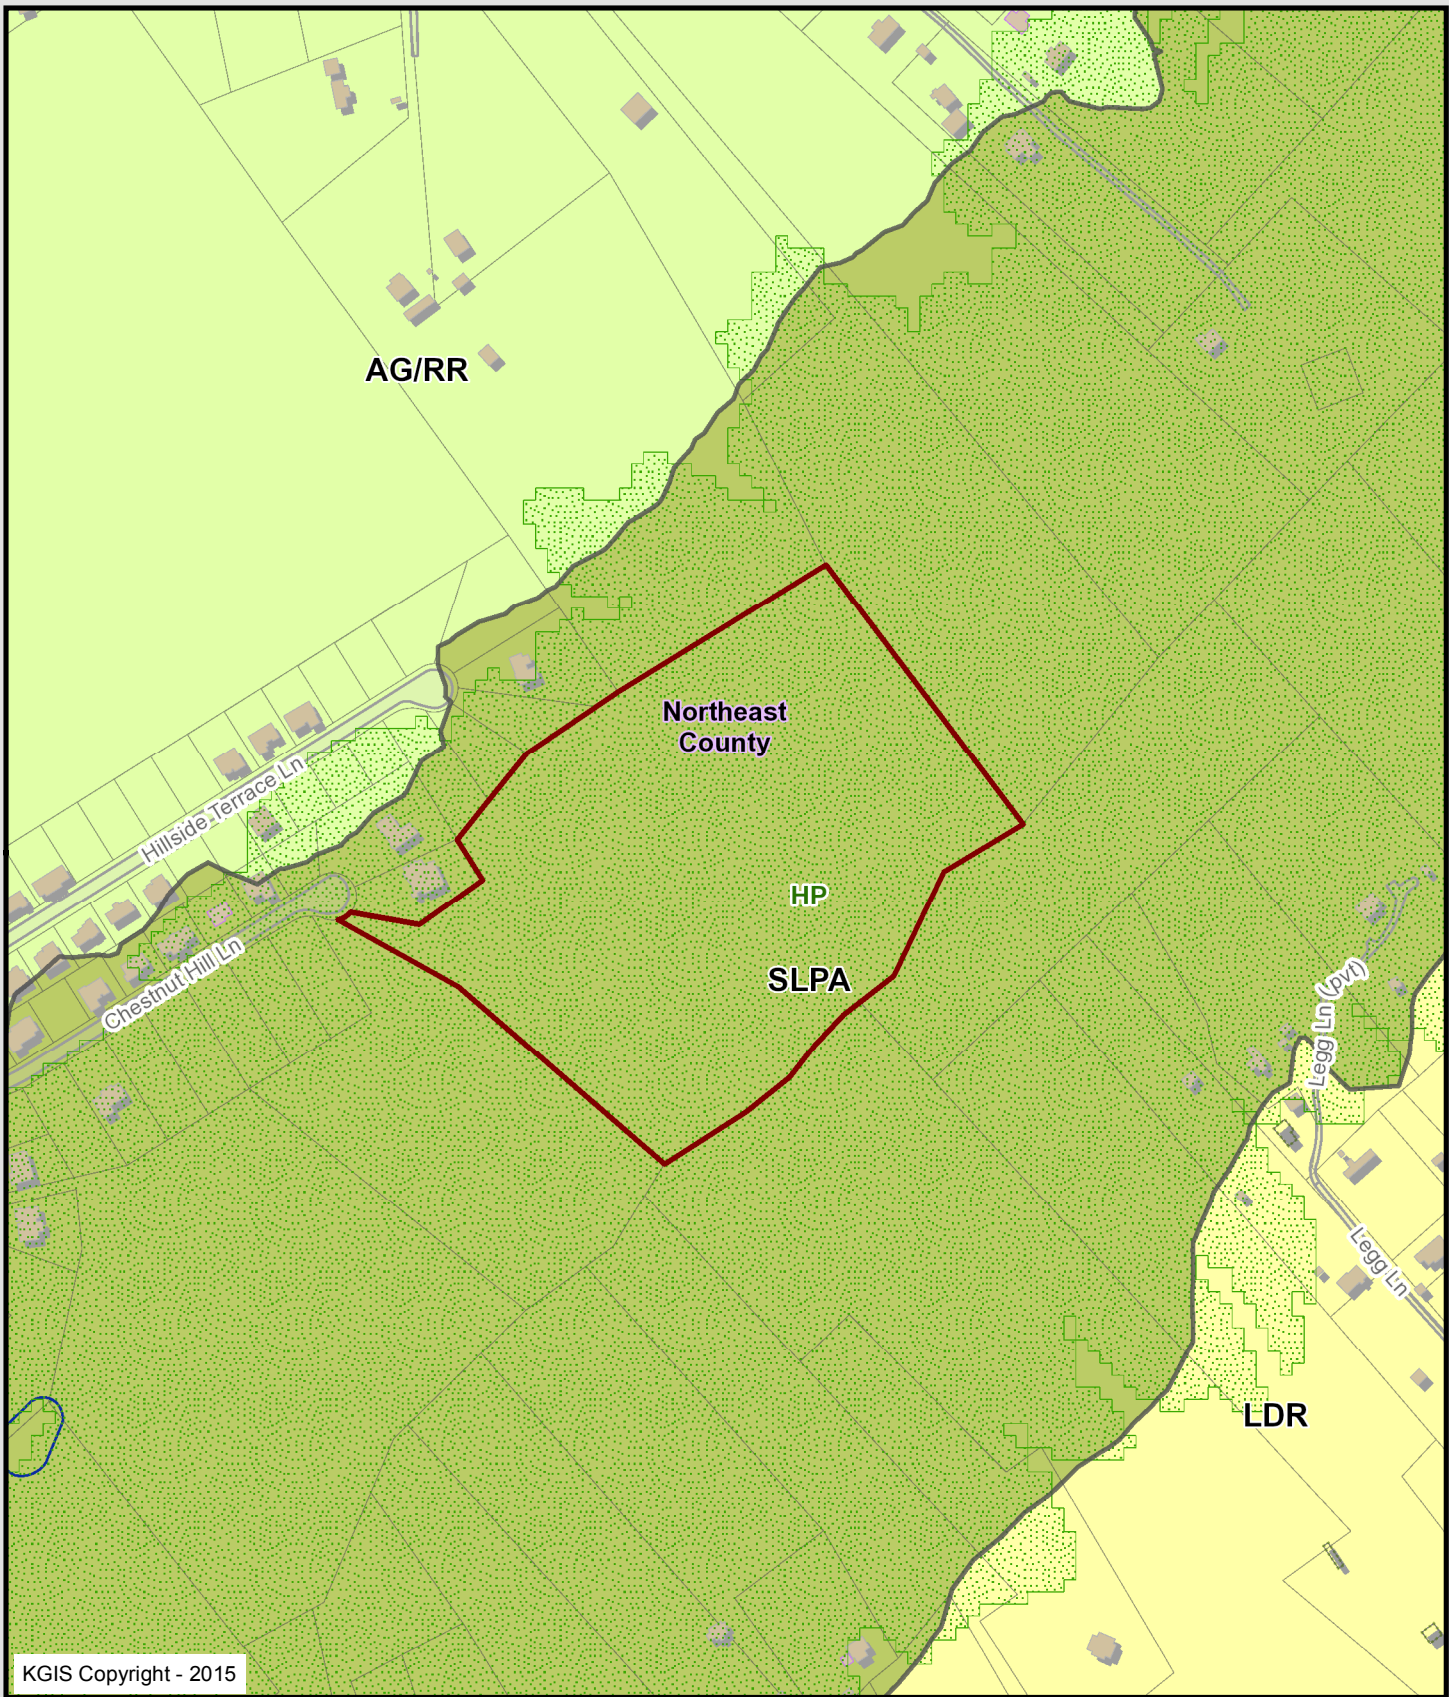 AG/RR
Northeast
County
Hillside Terrace Ln
HP
Chestnut Hill Ln
SLPA
Legg Ln (pvt)
Legg Ln
LDR
KGIS Copyright - 2015